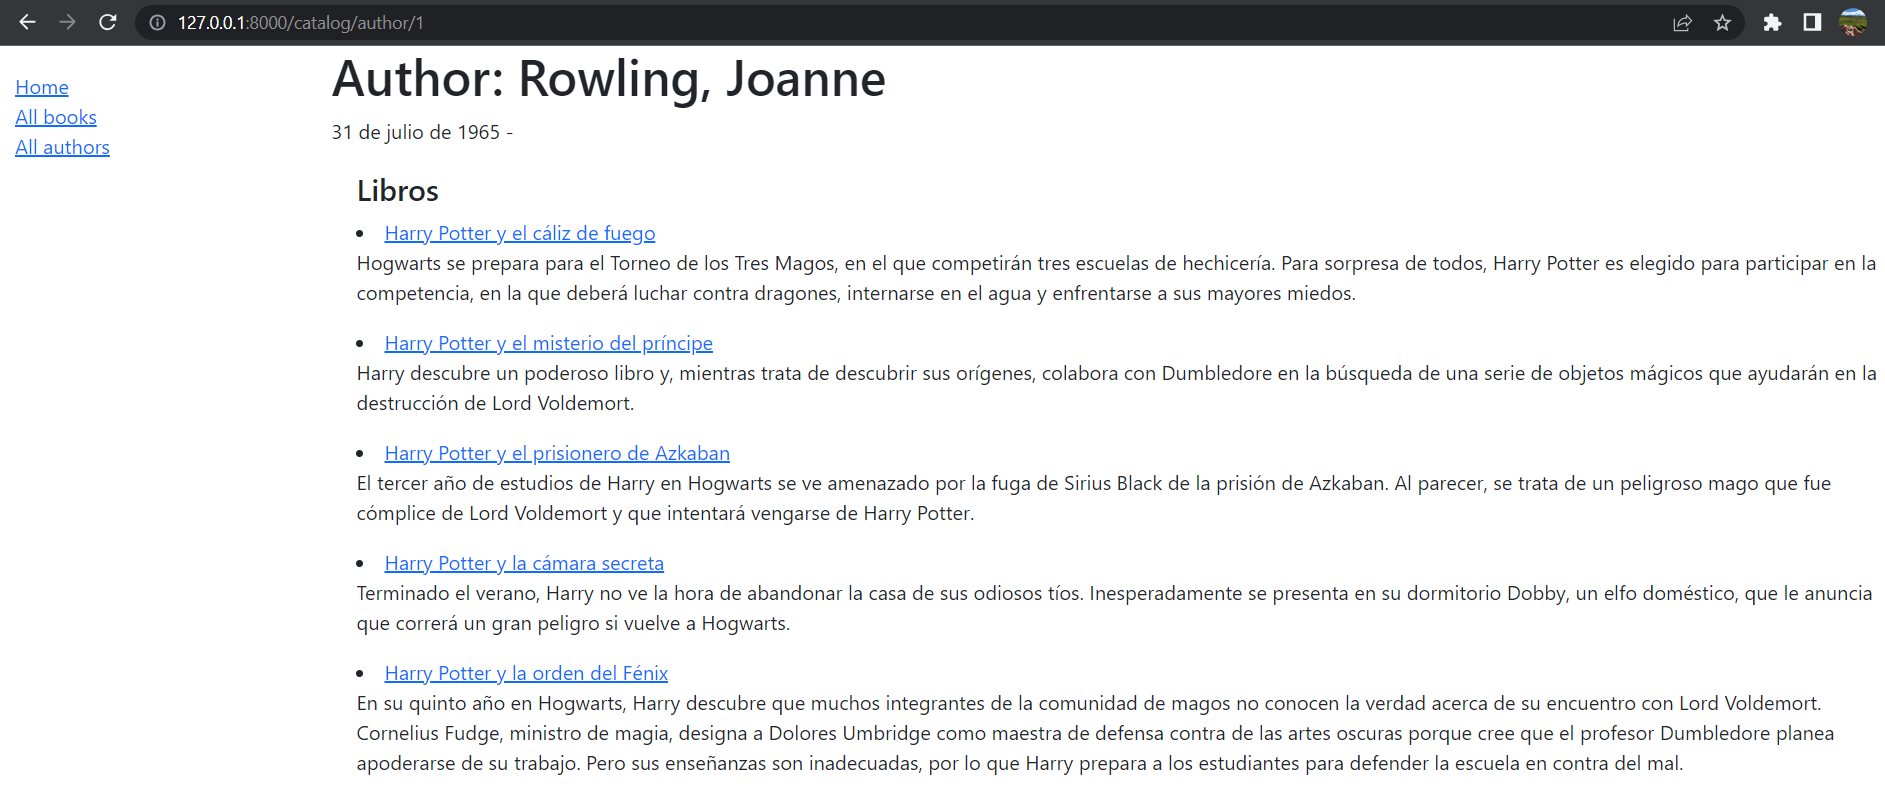 127.0.0.1:8000/catalog/author/1
Home
All books
All authors
Author: Rowling, Joanne
31 de julio de 1965 -
Libros
Harry Potter y el cáliz de fuego
Hogwarts se prepara para el Torneo de los Tres Magos, en el que competirán tres escuelas de hechicería. Para sorpresa de todos, Harry Potter es elegido para participar en la
competencia, en la que deberá luchar contra dragones, internarse en el agua y enfrentarse a sus mayores miedos.
Harry Potter y el misterio del príncipe
Harry descubre un poderoso libro y, mientras trata de descubrir sus orígenes, colabora con Dumbledore en la búsqueda de una serie de objetos mágicos que ayudarán en la
destrucción de Lord Voldemort.
Harry Potter y el prisionero de Azkaban
El tercer año de estudios de Harry en Hogwarts se ve amenazado por la fuga de Sirius Black de la prisión de Azkaban. Al parecer, se trata de un peligroso mago que fue
cómplice de Lord Voldemort y que intentará vengarse de Harry Potter.
Harry Potter y la cámara secreta
Terminado el verano, Harry no ve la hora de abandonar la casa de sus odiosos tíos. Inesperadamente se presenta en su dormitorio Dobby, un elfo doméstico, que le anuncia
que correrá un gran peligro si vuelve a Hogwarts.
Harry Potter y la orden del Fénix
En su quinto año en Hogwarts, Harry descubre que muchos integrantes de la comunidad de magos no conocen la verdad acerca de su encuentro con Lord Voldemort.
Cornelius Fudge, ministro de magia, designa a Dolores Umbridge como maestra de defensa contra de las artes oscuras porque cree que el profesor Dumbledore planea
apoderarse de su trabajo. Pero sus enseñanzas son inadecuadas, por lo que Harry prepara a los estudiantes para defender la escuela en contra del mal.